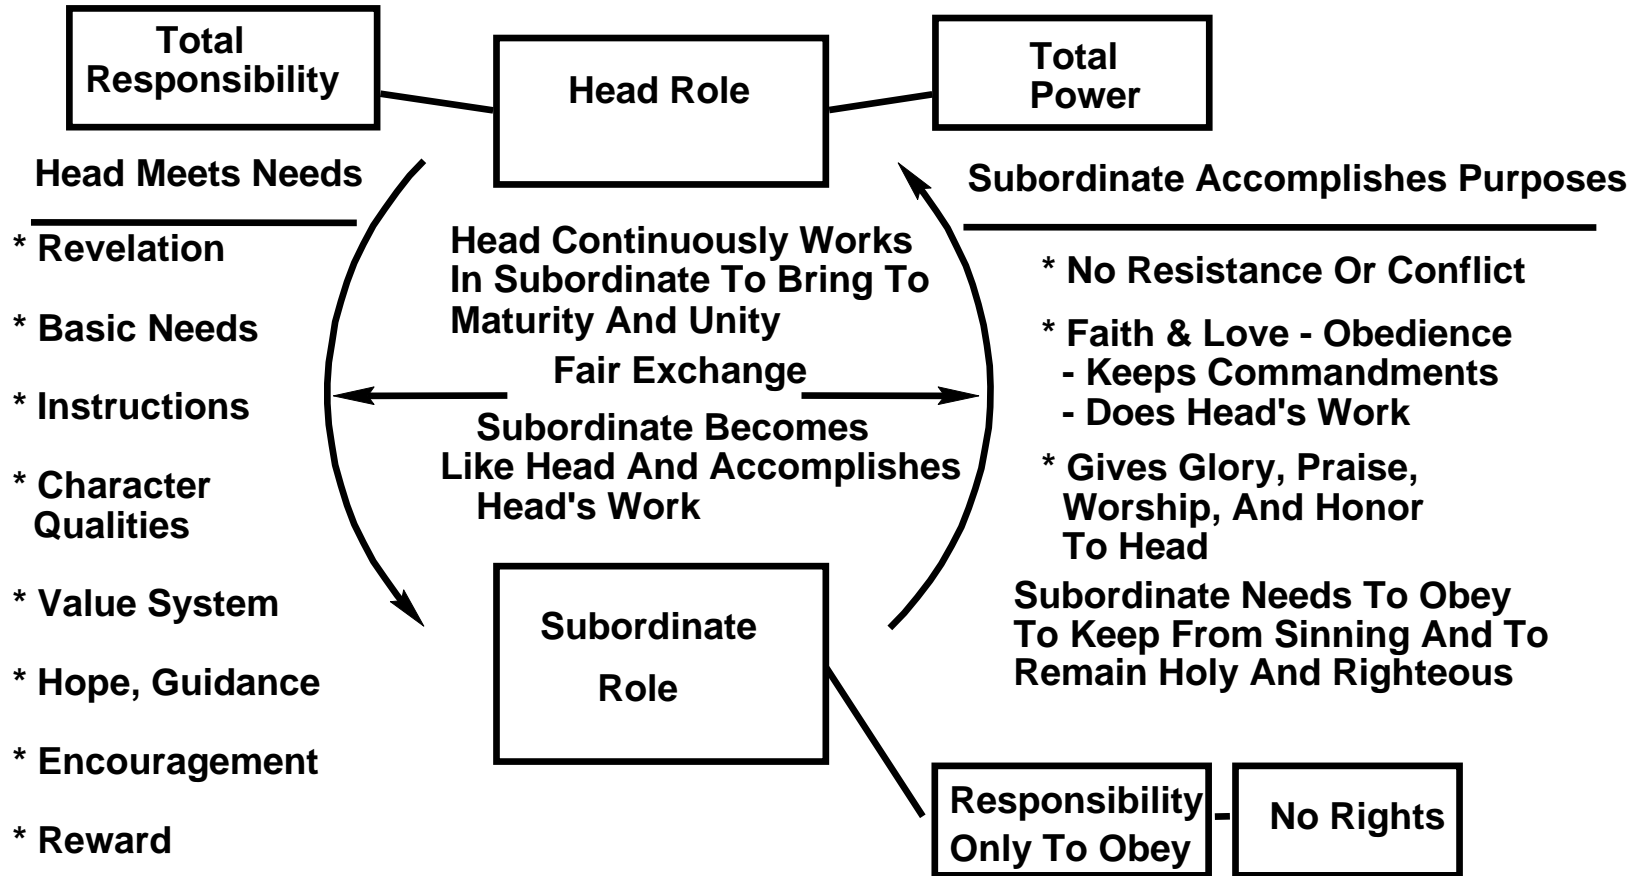 Total
Responsibility
Head Role
Total
Power
Head Meets Needs
* Revelation
* Basic Needs
* Instructions
* Character
Qualities
* Value System
* Hope, Guidance
* Encouragement
* Reward
Head Continuously Works
In Subordinate To Bring To
Maturity And Unity
Fair Exchange
Subordinate Becomes
Like Head And Accomplishes
Head's Work
Subordinate Accomplishes Purposes
* No Resistance Or Conflict
* Faith & Love - Obedience
- Keeps Commandments
- Does Head's Work
* Gives Glory, Praise,
Worship, And Honor
To Head
Subordinate Needs To Obey
To Keep From Sinning And To
Remain Holy And Righteous
Subordinate
Role
Responsibility
Only To Obey
No Rights